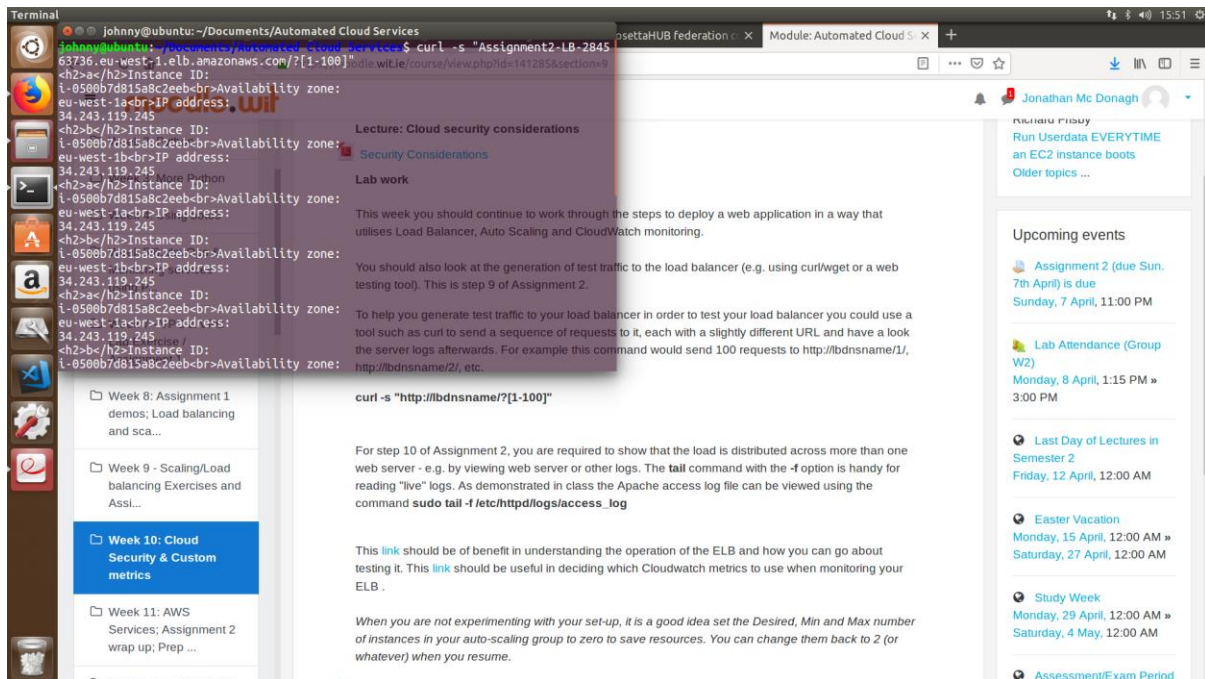 Terminal
15:51
johnny@ubuntu: ~/Documents/Automated Cloud Services
osettaHUB federation c
Module: Automated Cloud S
johnny@ubuntu:~/Documents/Automated Cloud Services$ curl -s "Assignment2-LB-2845
63736.eu-west-1.elb.amazonaws.com/?[1-100]"
dle.wit.ie/course/view.php?id=141285&section=9
<h2>a</h2>Instance ID:
i-0500b7d815a8c2eeb<br>Availability zone:
eu-west-1a<br>IP address:
34.243.119.245
<h2>b</h2>Instance ID:
i-0500b7d815a8c2eeb<br>Availability zone:
eu-west-1b<br>IP address:
34.243.119.245
<h2>a</h2>Instance ID:
i-0500b7d815a8c2eeb<br>Availability zone:
eu-west-1a<br>IP address:
34.243.119.245
<h2>b</h2>Instance ID:
i-0500b7d815a8c2eeb<br>Availability zone:
eu-west-1b<br>IP address:
34.243.119.245
<h2>a</h2>Instance ID:
i-0500b7d815a8c2eeb<br>Availability zone:
eu-west-1a<br>IP address:
34.243.119.245
<h2>b</h2>Instance ID:
i-0500b7d815a8c2eeb<br>Availability zone:
moodle.wit
More Python
Exercise /
Week 8: Assignment 1
demos; Load balancing
and sca...
Week 9 - Scaling/Load
balancing Exercises and
Assi...
Week 10: Cloud
Security & Custom
metrics
Week 11: AWS
Services; Assignment 2
wrap up; Prep ...
Lecture: Cloud security considerations
Security Considerations
Lab work
This week you should continue to work through the steps to deploy a web application in a way that
utilises Load Balancer, Auto Scaling and CloudWatch monitoring.
You should also look at the generation of test traffic to the load balancer (e.g. using curl/wget or a web
testing tool). This is step 9 of Assignment 2.
To help you generate test traffic to your load balancer in order to test your load balancer you could use a
tool such as curl to send a sequence of requests to it, each with a slightly different URL and have a look
the server logs afterwards. For example this command would send 100 requests to http://lbdnsname/1/,
http://lbdnsname/2/, etc.
curl -s "http://lbdnsname/?[1-100]"
For step 10 of Assignment 2, you are required to show that the load is distributed across more than one
web server - e.g. by viewing web server or other logs. The tail command with the -f option is handy for
reading "live" logs. As demonstrated in class the Apache access log file can be viewed using the
command sudo tail -f /etc/httpd/logs/access_log
This link should be of benefit in understanding the operation of the ELB and how you can go about
testing it. This link should be useful in deciding which Cloudwatch metrics to use when monitoring your
ELB .
When you are not experimenting with your set-up, it is a good idea set the Desired, Min and Max number
of instances in your auto-scaling group to zero to save resources. You can change them back to 2 (or
whatever) when you resume.
1
Jonathan Mc Donagh
Richard Frisby
Run Userdata EVERYTIME
an EC2 instance boots
Older topics ...
Upcoming events
Assignment 2 (due Sun.
7th April) is due
Sunday, 7 April, 11:00 PM
Lab Attendance (Group
W2)
Monday, 8 April, 1:15 PM »
3:00 PM
Last Day of Lectures in
Semester 2
Friday, 12 April, 12:00 AM
Easter Vacation
Monday, 15 April, 12:00 AM »
Saturday, 27 April, 12:00 AM
Study Week
Monday, 29 April, 12:00 AM »
Saturday, 4 May, 12:00 AM
Assessment/Exam Period